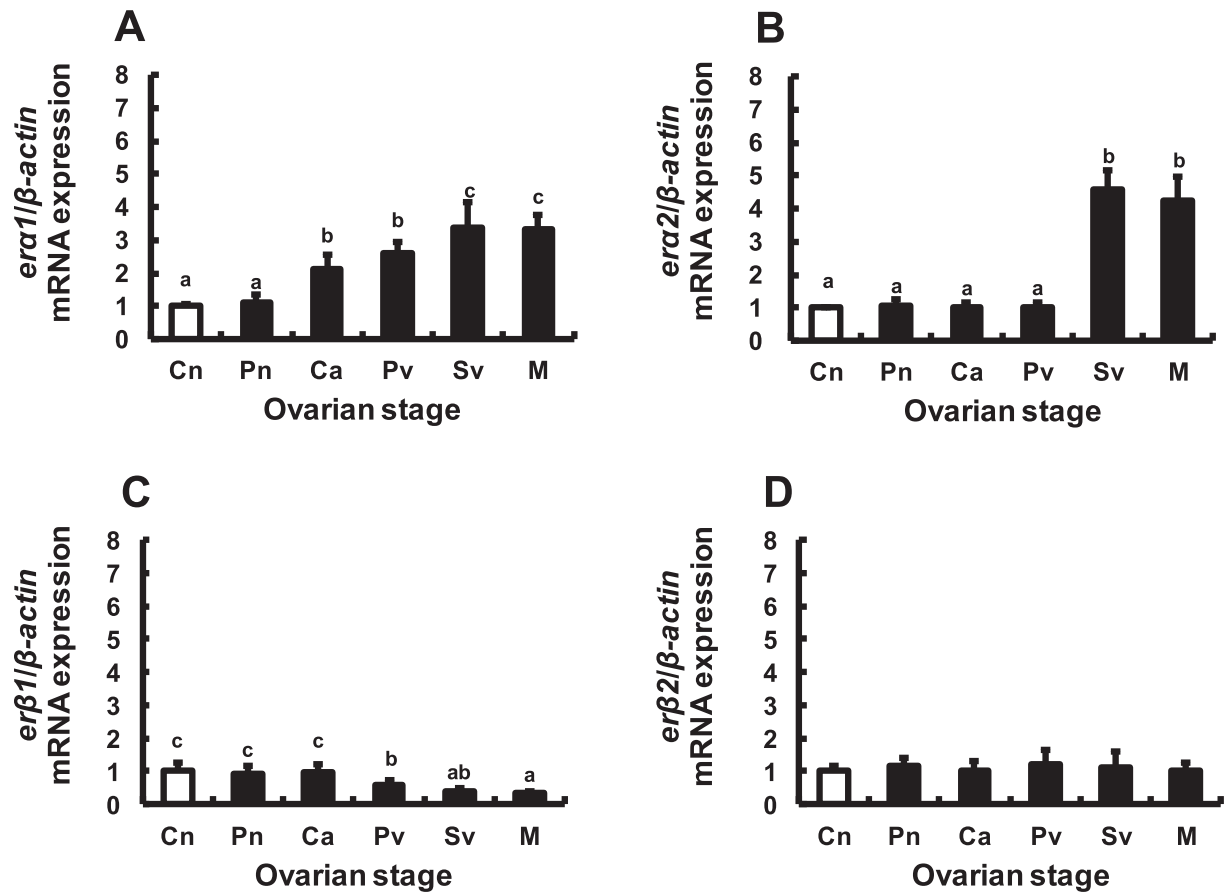 A
erα1/β-actin
mRNA expression
8
7
6
5
4
3
2
1
0
a
a
b
b
c
c
Cn Pn Ca Pv Sv M
Ovarian stage
B
erα2/β-actin
mRNA expression
8
7
6
5
4
3
2
1
0
a
a
a
a
b
b
Cn Pn Ca Pv Sv M
Ovarian stage
C
erβ1/β-actin
mRNA expression
8
7
6
5
4
3
2
1
0
c
c
c
b
ab
a
Cn Pn Ca Pv Sv M
Ovarian stage
D
erβ2/β-actin
mRNA expression
8
7
6
5
4
3
2
1
0
Cn Pn Ca Pv Sv M
Ovarian stage